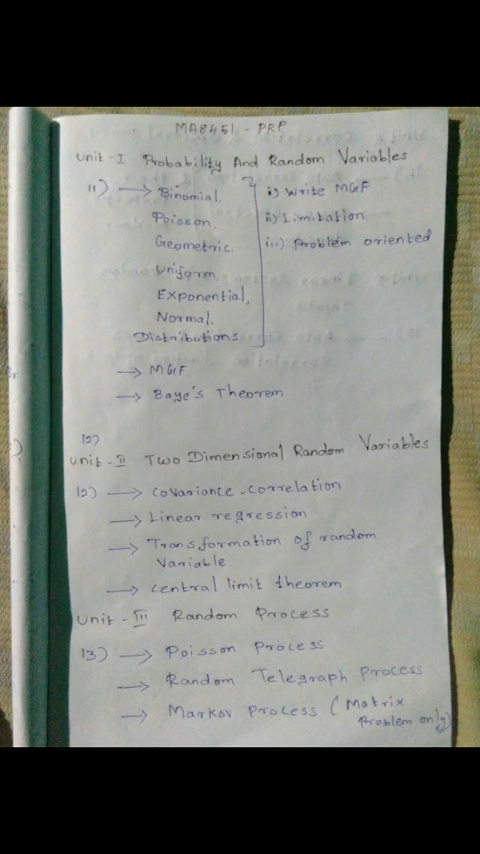 MA8451 - PRP
Unit - I Probability And Random Variables
11) → Binomial, i) Write MGF
Poisson, ii) Limitation
Geometric iii) Problem oriented
Uniform,
Exponential,
Normal,
Distributions
→ MGF
→ Baye's Theorem
12)
Unit - II Two Dimensional Random Variables
12) → Covariance - Correlation
→ Linear regression
→ Transformation of random
Variable
→ Central limit theorem
Unit - III Random Process
13) → Poisson Process
→ Random Telegraph Process
→ Markov Process (Matrix
Problem only)